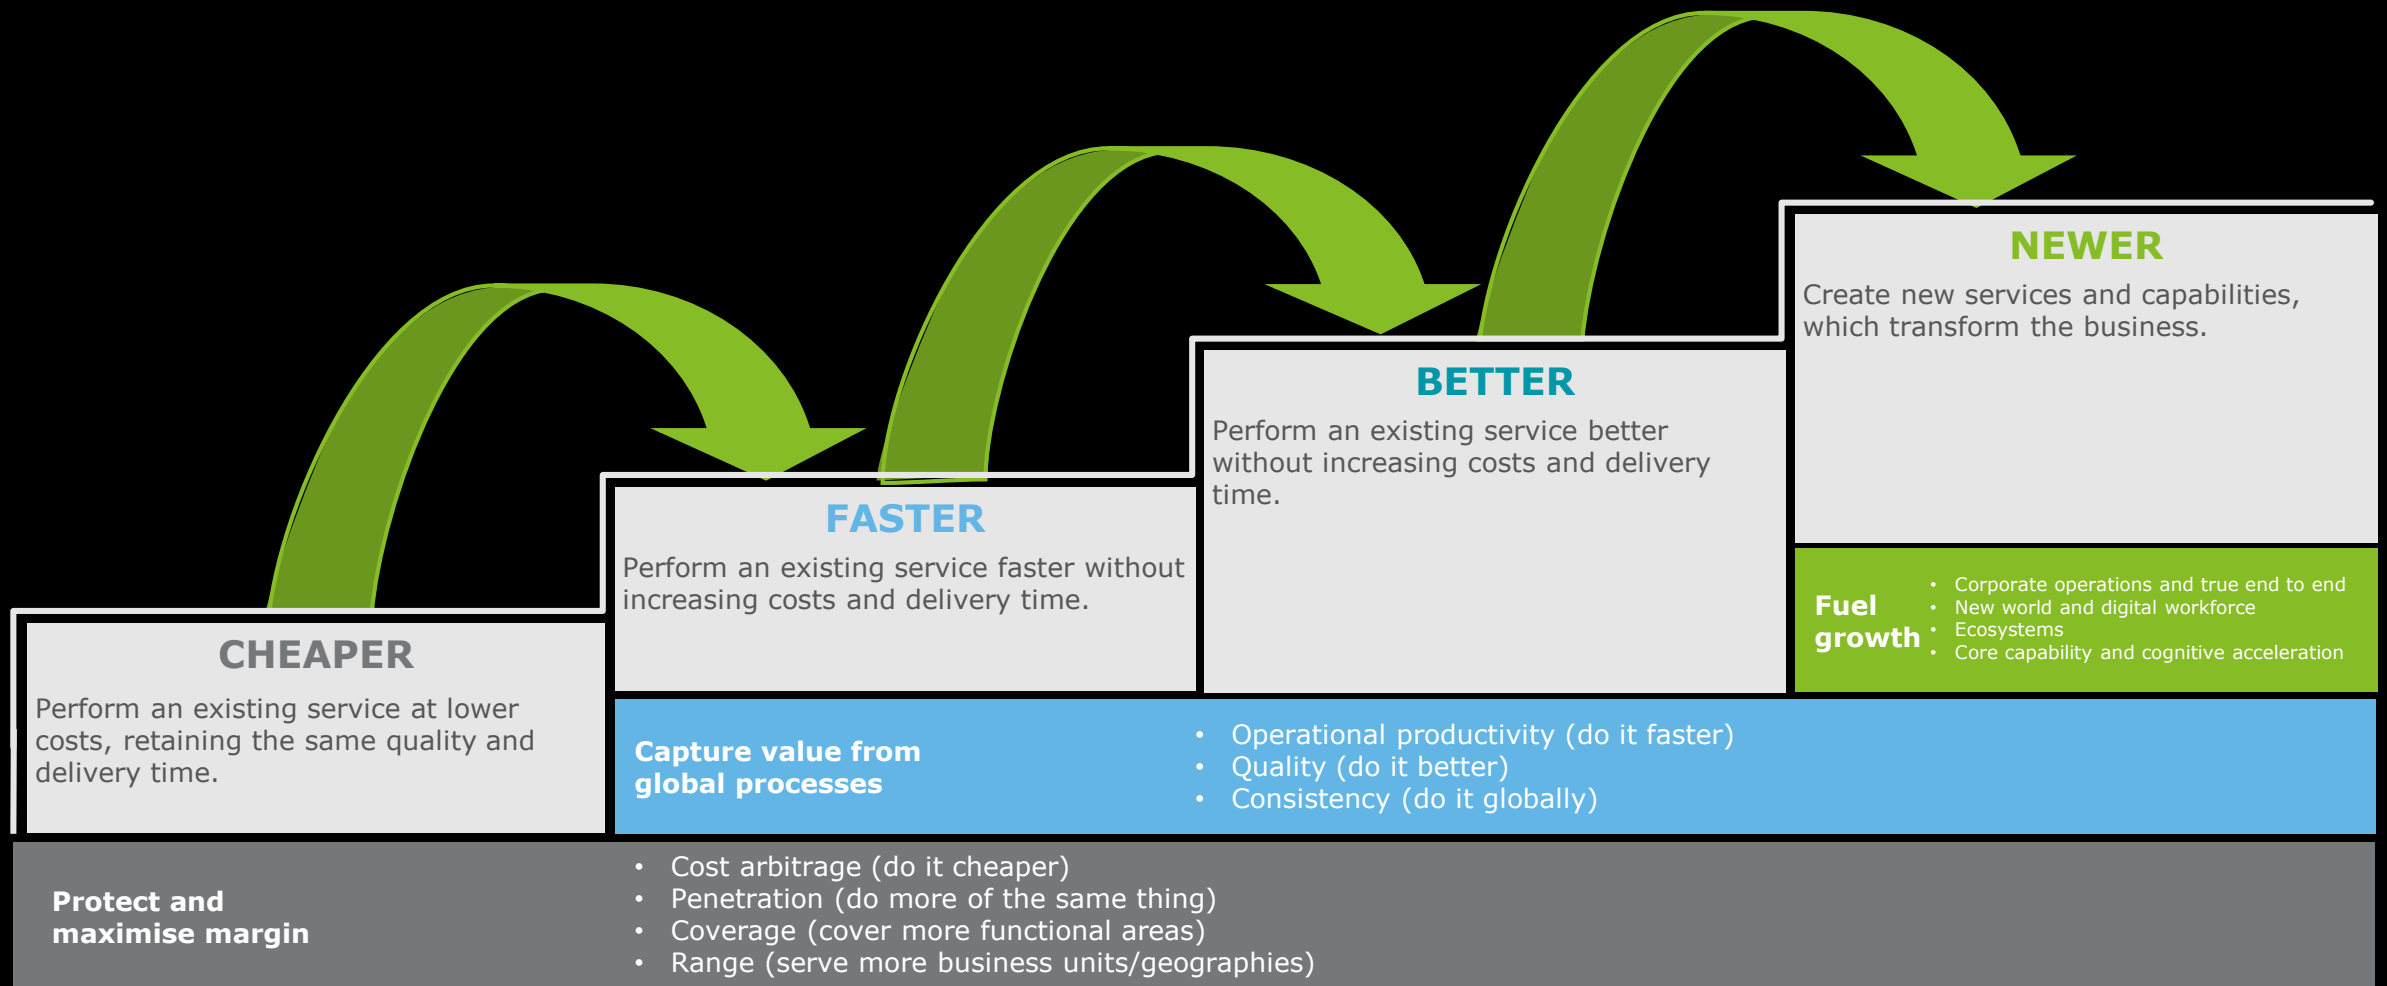 NEWER
Create new services and capabilities,
which transform the business.
BETTER
Perform an existing service better
without increasing costs and delivery
time.
FASTER
Perform an existing service faster without
increasing costs and delivery time.
CHEAPER
Perform an existing service at lower
costs, retaining the same quality and
delivery time.
Fuel
growth
• Corporate operations and true end to end
• New world and digital workforce
• Ecosystems
• Core capability and cognitive acceleration
Capture value from
global processes
• Operational productivity (do it faster)
• Quality (do it better)
• Consistency (do it globally)
Protect and
maximise margin
• Cost arbitrage (do it cheaper)
• Penetration (do more of the same thing)
• Coverage (cover more functional areas)
• Range (serve more business units/geographies)